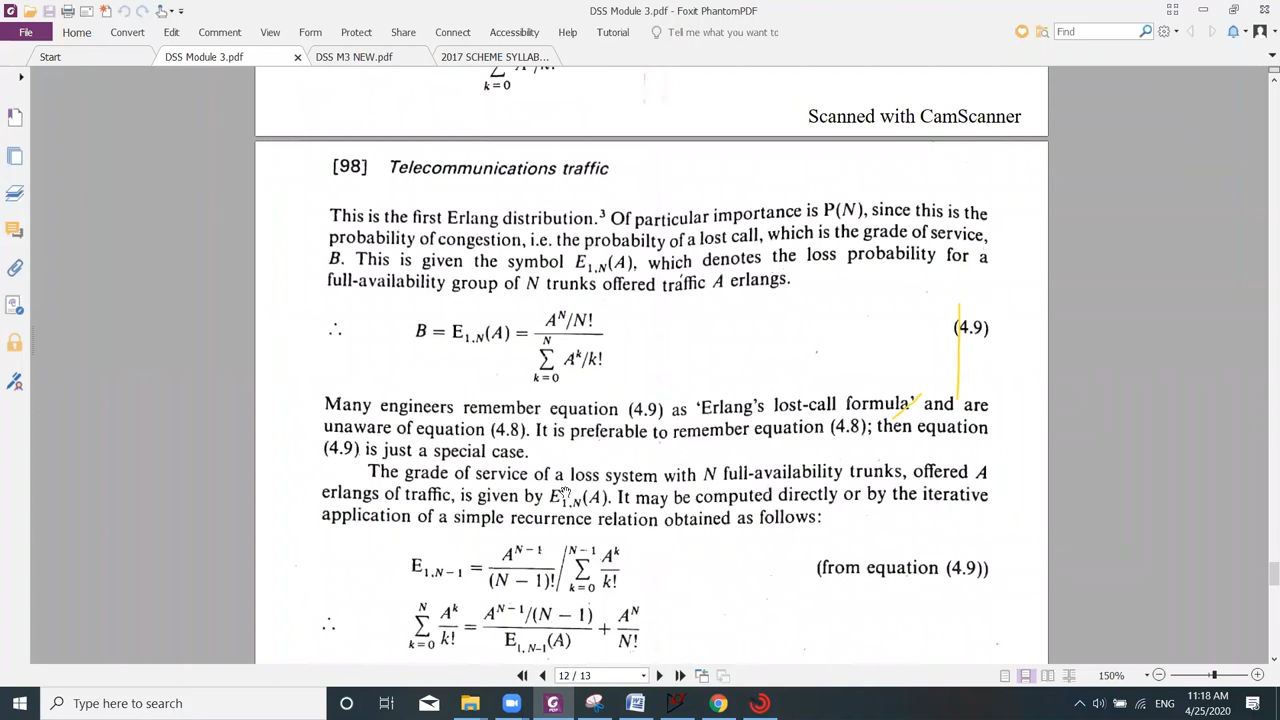 DSS Module 3.pdf - Foxit PhantomPDF
File Home Convert Edit Comment View Form Protect Share Connect Accessibility Help Tutorial Tell me what you want to Find
Start DSS Module 3.pdf DSS M3 NEW.pdf 2017 SCHEME SYLLAB...
k=0
Scanned with CamScanner
[98] Telecommunications traffic
This is the first Erlang distribution.³ Of particular importance is P(N), since this is the
probability of congestion, i.e. the probabilty of a lost call, which is the grade of service,
B. This is given the symbol E₁,N(A), which denotes the loss probability for a
full-availability group of N trunks offered traffic A erlangs.
∴ B = E₁,N(A) = (A^N/N!) / (∑_{k=0}^{N} A^k/k!) (4.9)
Many engineers remember equation (4.9) as ‘Erlang’s lost-call formula’ and are
unaware of equation (4.8). It is preferable to remember equation (4.8); then equation
(4.9) is just a special case.
The grade of service of a loss system with N full-availability trunks, offered A
erlangs of traffic, is given by E₁,N(A). It may be computed directly or by the iterative
application of a simple recurrence relation obtained as follows:
E₁,N−1 = A^{N−1}/(N − 1)! / ∑_{k=0}^{N−1} A^k/k! (from equation (4.9))
∴ ∑_{k=0}^{N} A^k/k! = (A^{N−1}/(N − 1)) / E₁,N−1(A) + A^N/N!
12 / 13 150%
Type here to search ENG 11:18 AM
4/25/2020